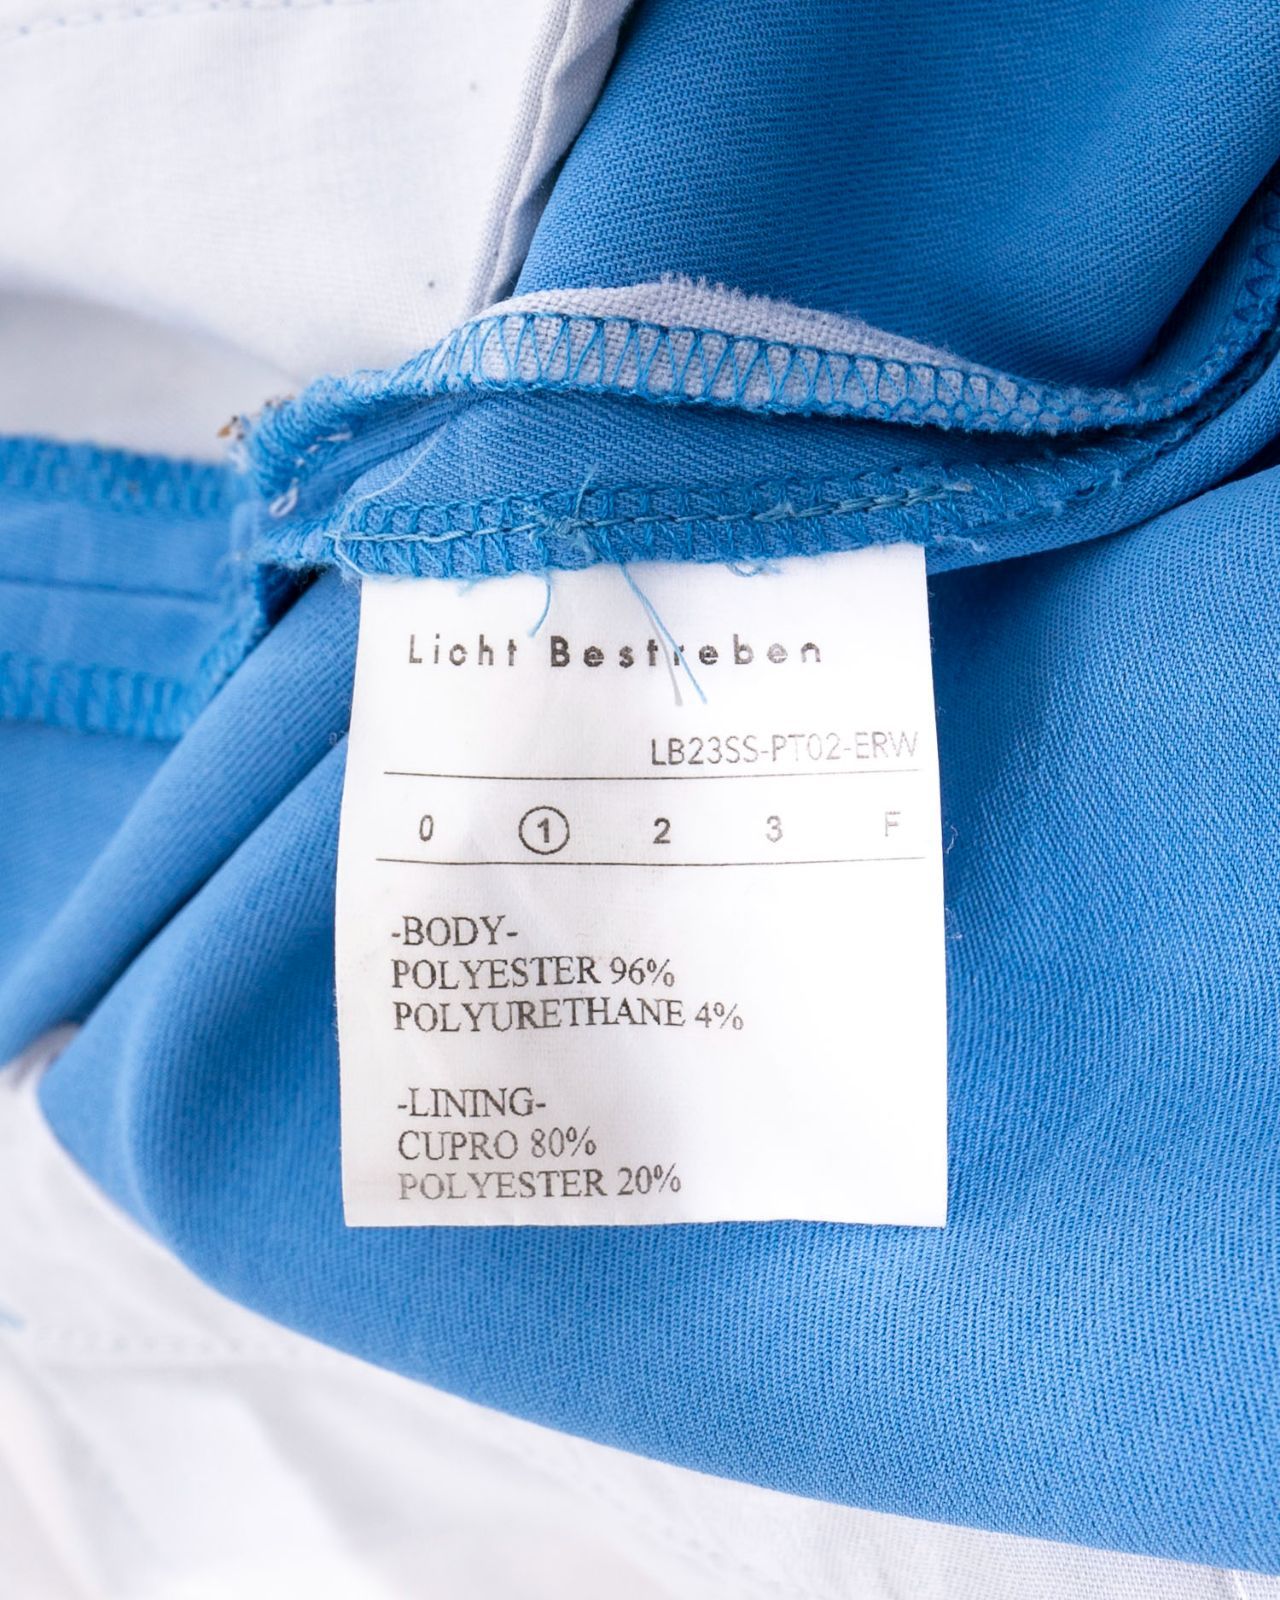 Licht Bestreben
LB23SS-PT02-ERW
0 1 2 3 F
-BODY-
POLYESTER 96%
POLYURETHANE 4%
-LINING-
CUPRO 80%
POLYESTER 20%